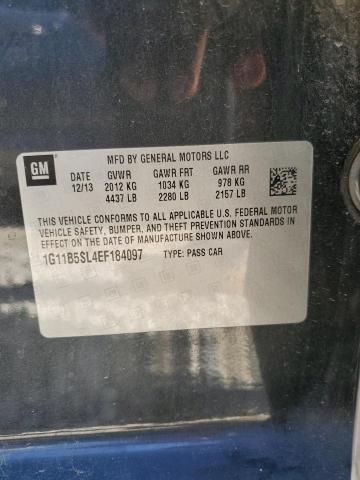 GM
MFD BY GENERAL MOTORS LLC
DATE GVWR GAWR FRT GAWR RR
12/13 2012 KG 1034 KG 978 KG
4437 LB 2280 LB 2157 LB
THIS VEHICLE CONFORMS TO ALL APPLICABLE U.S. FEDERAL MOTOR
VEHICLE SAFETY, BUMPER, AND THEFT PREVENTION STANDARDS IN
EFFECT ON THE DATE OF MANUFACTURE SHOWN ABOVE.
1G11B5SL4EF184097 TYPE: PASS CAR